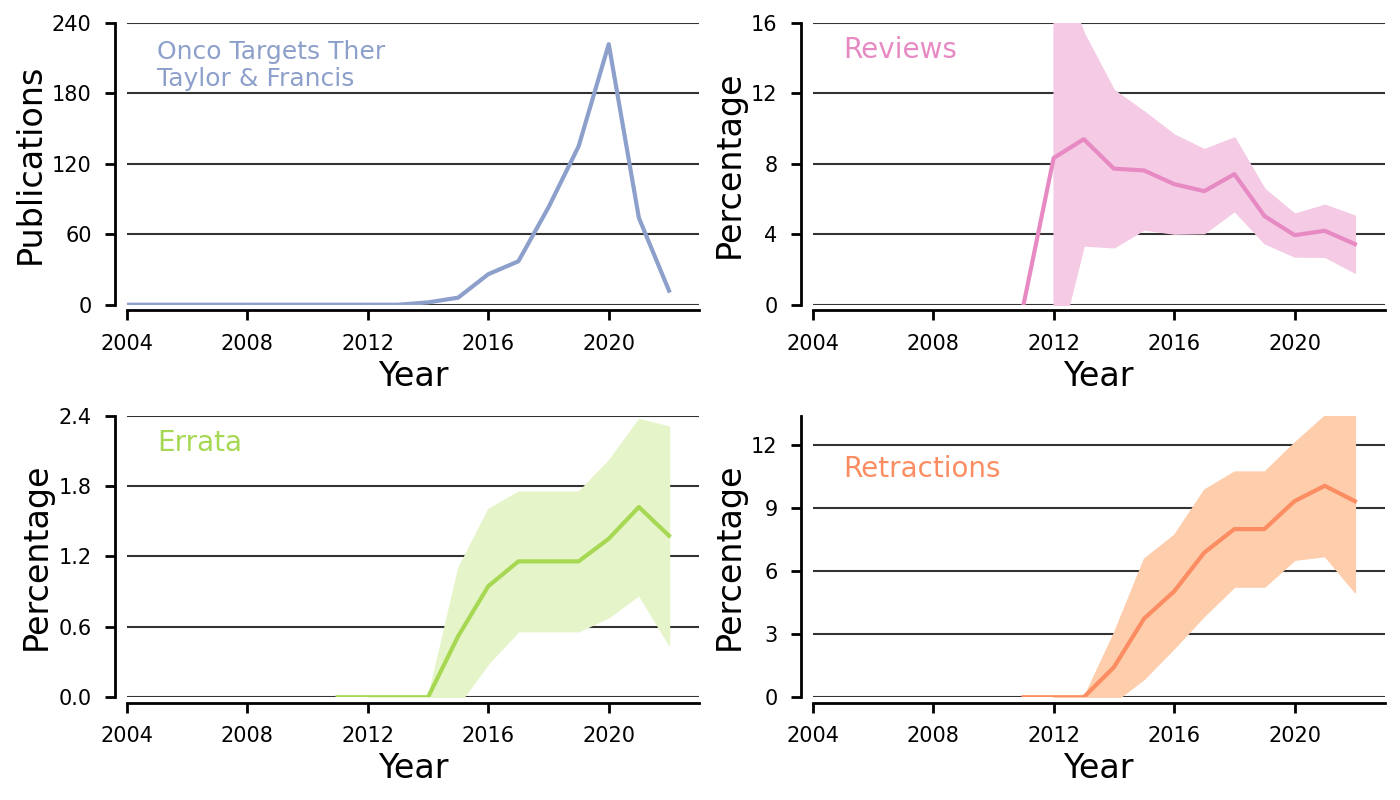 Publications
240
180
120
60
0
Onco Targets Ther
Taylor & Francis
2004 2008 2012 2016 2020
Year
Percentage
16
12
8
4
0
Reviews
2004 2008 2012 2016 2020
Year
Percentage
2.4
1.8
1.2
0.6
0.0
Errata
2004 2008 2012 2016 2020
Year
Percentage
12
9
6
3
0
Retractions
2004 2008 2012 2016 2020
Year